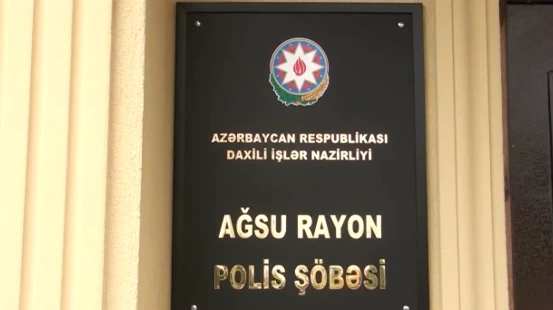 AZƏRBAYCAN RESPUBLİKASI
DAXİLİ İŞLƏR NAZİRLİYİ
AĞSU RAYON
POLİS ŞÖBƏSİ